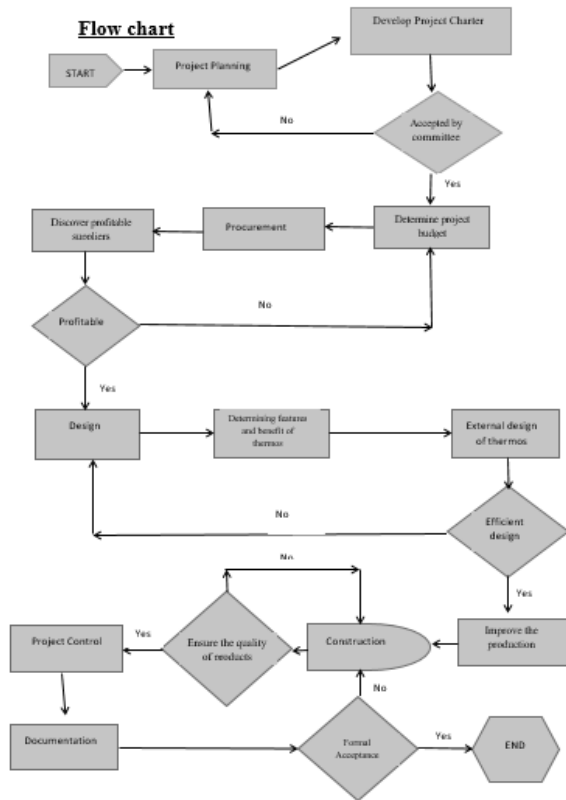 Flow chart
START
Project Planning
Develop Project Charter
No
Accepted by
committee
Yes
Discover profitable
suppliers
Procurement
Determine project
budget
No
Profitable
Yes
Design
Determining features
and benefit of
thermos
External design
of thermos
No
Efficient
design
No
Yes
Project Control
Yes
Ensure the quality
of products
Construction
Improve the
production
No
Documentation
Formal
Acceptance
Yes
END